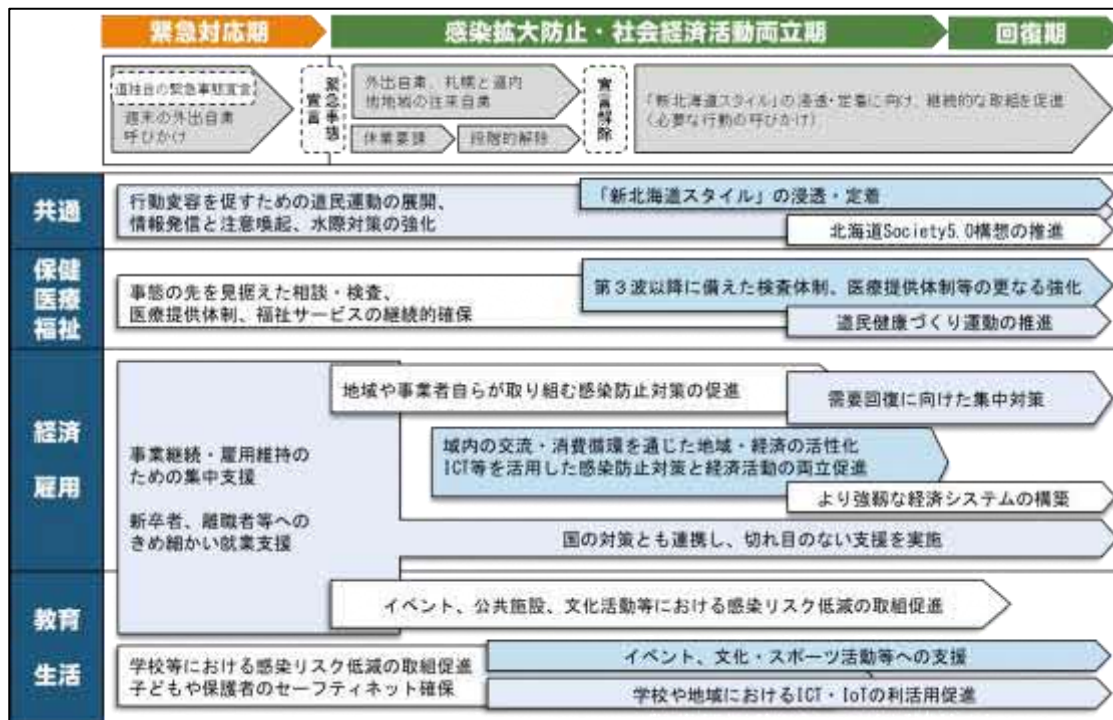 緊急対応期
感染拡大防止・社会経済活動両立期
回復期
道独自の緊急事態宣言
週末の外出自粛
呼びかけ
緊急事態
宣言
外出自粛、札幌と道内
他地域の往来自粛
休業要請
段階的解除
宣言解除
「新北海道スタイル」の浸透・定着に向け、継続的な取組を促進
（必要な行動の呼びかけ）
共通
行動変容を促すための道民運動の展開、
情報発信と注意喚起、水際対策の強化
「新北海道スタイル」の浸透・定着
北海道Society5.0構想の推進
保健
医療
福祉
事態の先を見据えた相談・検査、
医療提供体制、福祉サービスの継続的確保
第３波以降に備えた検査体制、医療提供体制等の更なる強化
道民健康づくり運動の推進
経済
雇用
事業継続・雇用維持の
ための集中支援
新卒者、離職者等への
きめ細かい就業支援
地域や事業者自らが取り組む感染防止対策の促進
需要回復に向けた集中対策
域内の交流・消費循環を通じた地域・経済の活性化
ICT等を活用した感染防止対策と経済活動の両立促進
より強靭な経済システムの構築
国の対策とも連携し、切れ目のない支援を実施
教育
生活
イベント、公共施設、文化活動等における感染リスク低減の取組促進
学校等における感染リスク低減の取組促進
子どもや保護者のセーフティネット確保
イベント、文化・スポーツ活動等への支援
学校や地域におけるICT・IoTの利活用促進